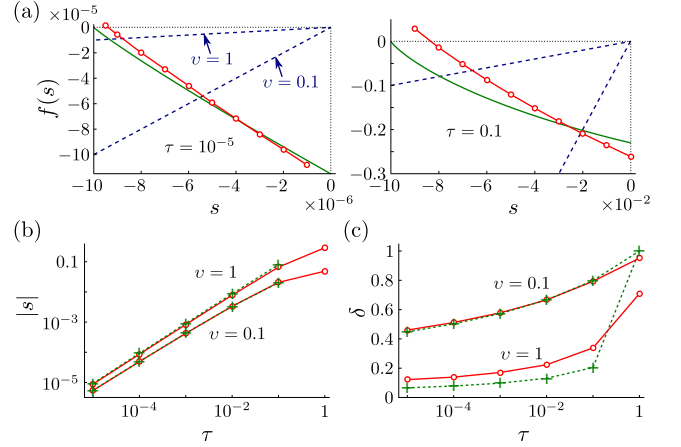 (a)
×10⁻⁵
0
−2
−4
−6
−8
−10
f(s)
υ = 1
υ = 0.1
τ = 10⁻⁵
−10 −8 −6 −4 −2 0
s
×10⁻⁶
0
−0.1
−0.2
−0.3
τ = 0.1
−10 −8 −6 −4 −2 0
s
×10⁻²
(b)
0.1
10⁻³
10⁻⁵
|s|
υ = 1
υ = 0.1
10⁻⁴ 10⁻² 1
τ
(c)
1
0.8
0.6
0.4
0.2
0
δ
υ = 0.1
υ = 1
10⁻⁴ 10⁻² 1
τ